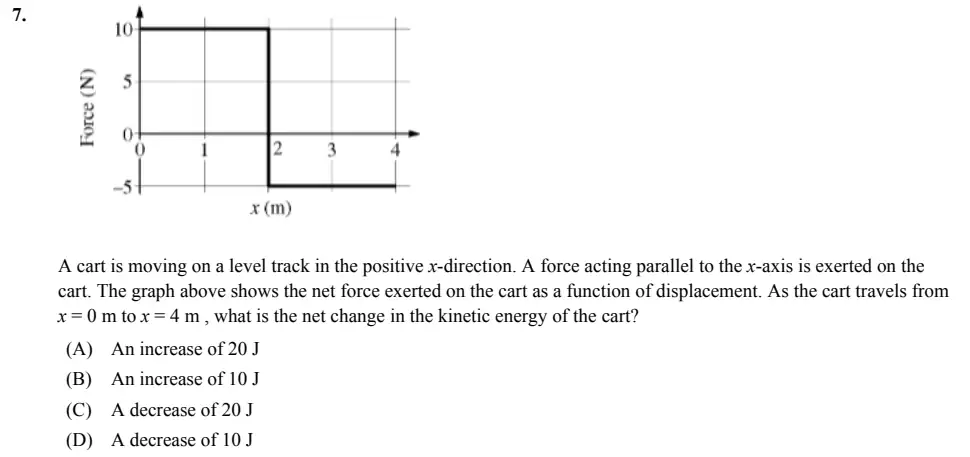 7.
10
5
0
-5
Force (N)
0 1 2 3 4
x (m)
A cart is moving on a level track in the positive x-direction. A force acting parallel to the x-axis is exerted on the
cart. The graph above shows the net force exerted on the cart as a function of displacement. As the cart travels from
x = 0 m to x = 4 m , what is the net change in the kinetic energy of the cart?
(A) An increase of 20 J
(B) An increase of 10 J
(C) A decrease of 20 J
(D) A decrease of 10 J